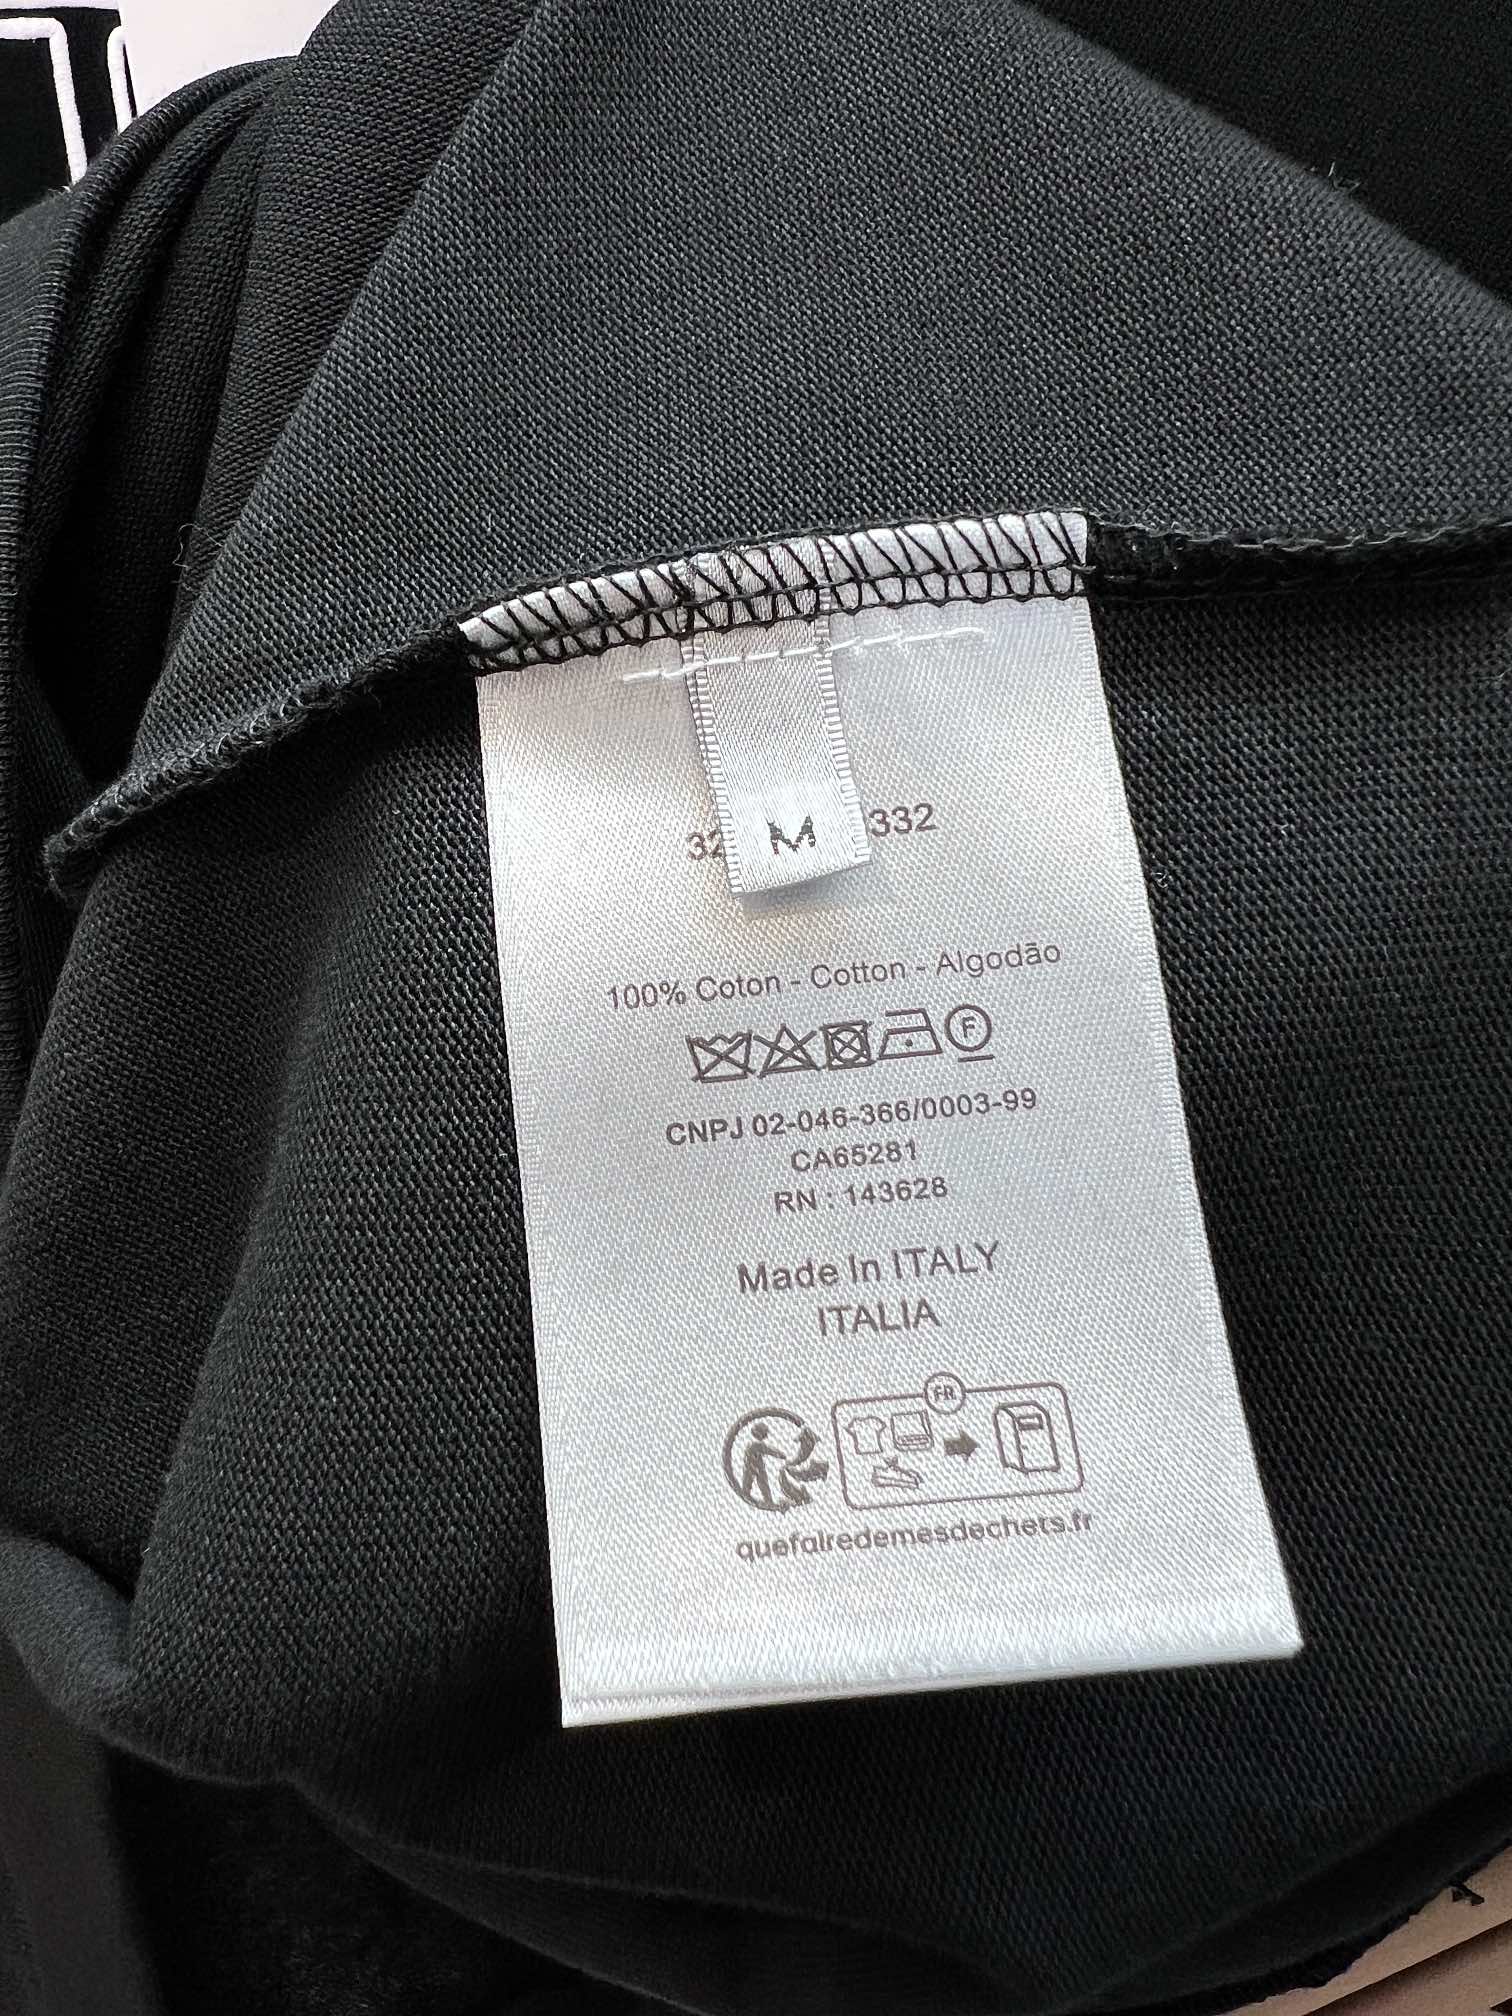 32 M 332
100% Coton - Cotton - Algodão
F
CNPJ 02-046-366/0003-99
CA65281
RN : 143628
Made In ITALY
ITALIA
FR
quefairedemesdechets.fr